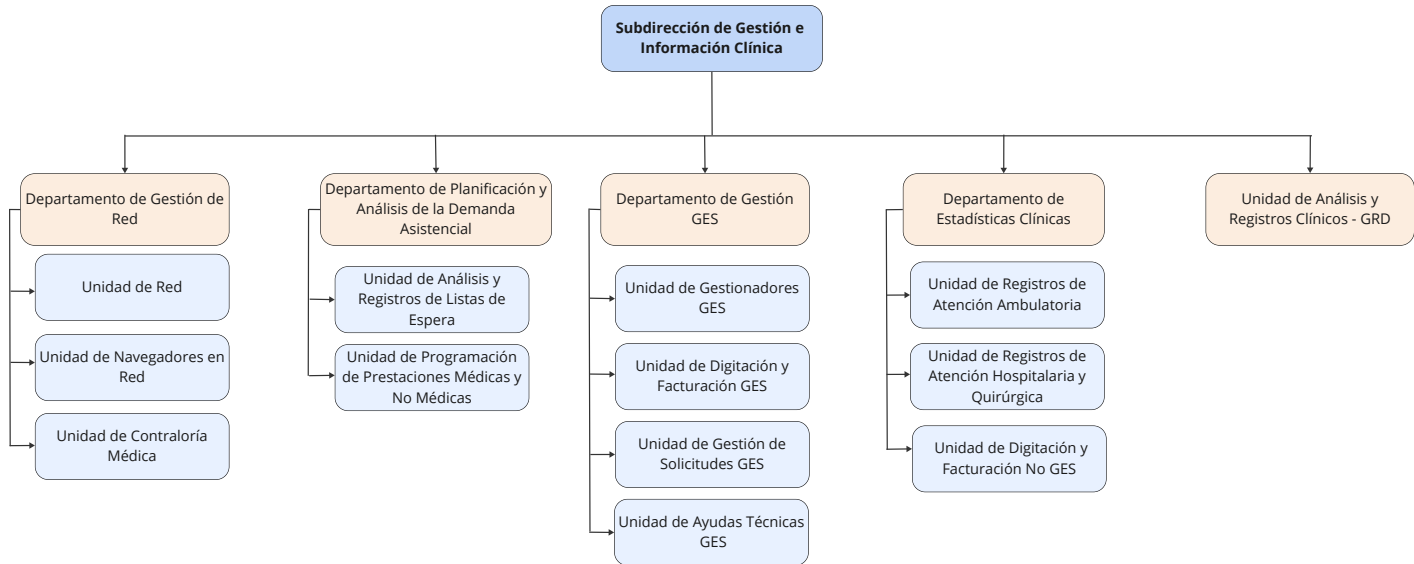 Subdirección de Gestión e
Información Clínica
Departamento de Gestión de
Red
Departamento de Planificación y
Análisis de la Demanda
Asistencial
Departamento de Gestión
GES
Departamento de
Estadísticas Clínicas
Unidad de Análisis y
Registros Clínicos - GRD
Unidad de Red
Unidad de Navegadores en
Red
Unidad de Contraloría
Médica
Unidad de Análisis y
Registros de Listas de
Espera
Unidad de Programación
de Prestaciones Médicas y
No Médicas
Unidad de Gestionadores
GES
Unidad de Digitación y
Facturación GES
Unidad de Gestión de
Solicitudes GES
Unidad de Ayudas Técnicas
GES
Unidad de Registros de
Atención Ambulatoria
Unidad de Registros de
Atención Hospitalaria y
Quirúrgica
Unidad de Digitación y
Facturación No GES